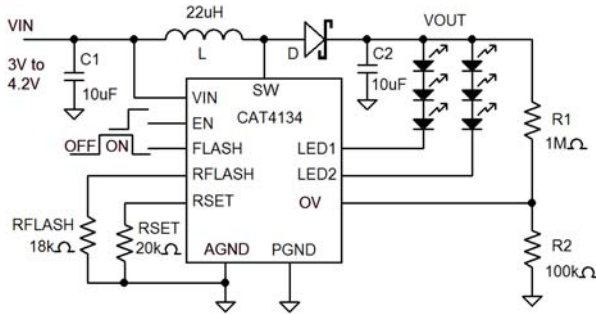 22uH
VIN
L
D
VOUT
C1
C2
3V to
4.2V
10uF
10uF
SW
VIN
CAT4134
EN
R1
1MΩ
OFF
ON
FLASH
LED1
RFLASH
LED2
RSET
OV
RFLASH
18kΩ
RSET
20kΩ
AGND
PGND
R2
100kΩ